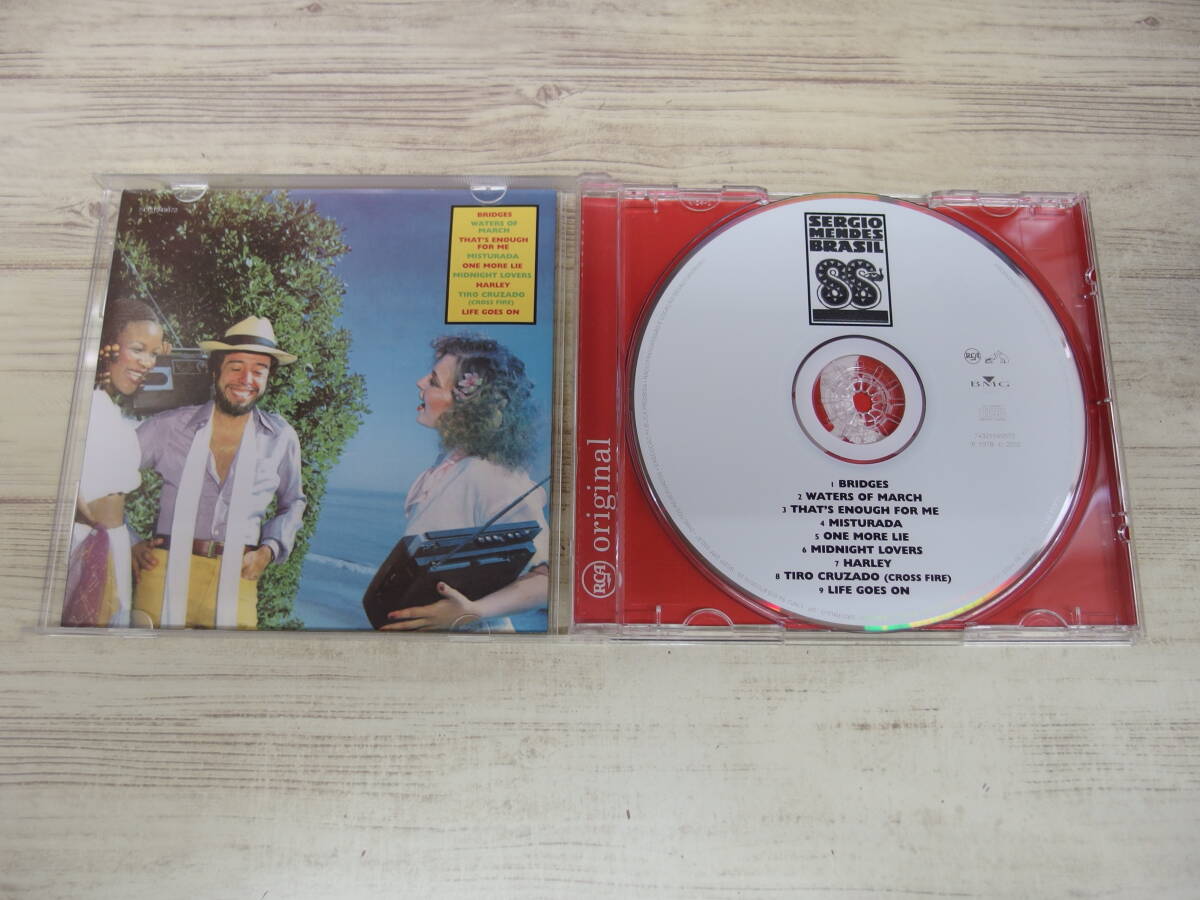 BRIDGES
WATERS OF
MARCH
THAT'S ENOUGH
FOR ME
MISTURADA
ONE MORE LIE
MIDNIGHT LOVERS
HARLEY
TIRO CRUZADO
(CROSS FIRE)
LIFE GOES ON
RCA original
SERGIO
MENDES
BRASIL
88
RCA
BMG
1 BRIDGES
2 WATERS OF MARCH
3 THAT'S ENOUGH FOR ME
4 MISTURADA
5 ONE MORE LIE
6 MIDNIGHT LOVERS
7 HARLEY
8 TIRO CRUZADO (CROSS FIRE)
9 LIFE GOES ON